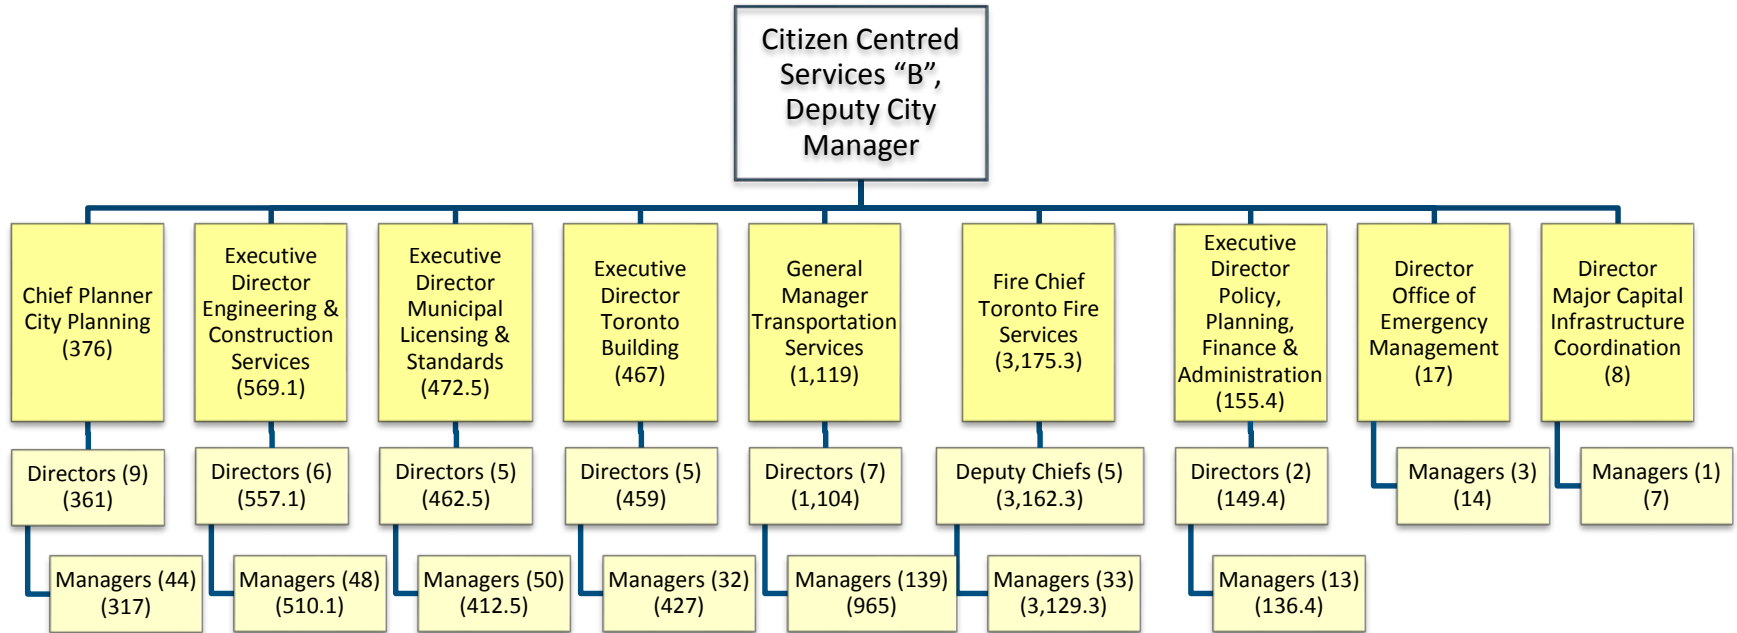 Citizen Centred
Services “B”,
Deputy City
Manager
Chief Planner
City Planning
(376)
Executive
Director
Engineering &
Construction
Services
(569.1)
Executive
Director
Municipal
Licensing &
Standards
(472.5)
Executive
Director
Toronto
Building
(467)
General
Manager
Transportation
Services
(1,119)
Fire Chief
Toronto Fire
Services
(3,175.3)
Executive
Director
Policy,
Planning,
Finance &
Administration
(155.4)
Director
Office of
Emergency
Management
(17)
Director
Major Capital
Infrastructure
Coordination
(8)
Directors (9)
(361)
Directors (6)
(557.1)
Directors (5)
(462.5)
Directors (5)
(459)
Directors (7)
(1,104)
Deputy Chiefs (5)
(3,162.3)
Directors (2)
(149.4)
Managers (3)
(14)
Managers (1)
(7)
Managers (44)
(317)
Managers (48)
(510.1)
Managers (50)
(412.5)
Managers (32)
(427)
Managers (139)
(965)
Managers (33)
(3,129.3)
Managers (13)
(136.4)